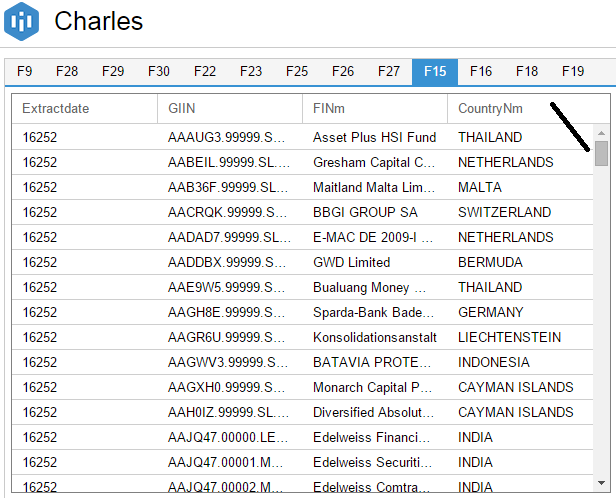 Charles
F9 F28 F29 F30 F22 F23 F25 F26 F27 F15 F16 F18 F19
Extractdate GIIN FINm CountryNm
16252 AAAUG3.99999.S... Asset Plus HSI Fund THAILAND
16252 AABEIL.99999.SL.... Gresham Capital C... NETHERLANDS
16252 AAB36F.99999.SL... Maitland Malta Lim... MALTA
16252 AACRQK.99999.S... BBGI GROUP SA SWITZERLAND
16252 AADAD7.99999.SL... E-MAC DE 2009-I ... NETHERLANDS
16252 AADDBX.99999.S... GWD Limited BERMUDA
16252 AAE9W5.99999.S... Bualuang Money ... THAILAND
16252 AAGH8E.99999.S... Sparda-Bank Bade... GERMANY
16252 AAGR6U.99999.S... Konsolidationsanstalt LIECHTENSTEIN
16252 AAGWV3.99999.S... BATAVIA PROTE... INDONESIA
16252 AAGXH0.99999.S... Monarch Capital P... CAYMAN ISLANDS
16252 AAH0IZ.99999.SL.... Diversified Absolut... CAYMAN ISLANDS
16252 AAJQ47.00000.LE... Edelweiss Financi... INDIA
16252 AAJQ47.00001.M... Edelweiss Securiti... INDIA
16252 AAJQ47.00002.M... Edelweiss Comtra... INDIA